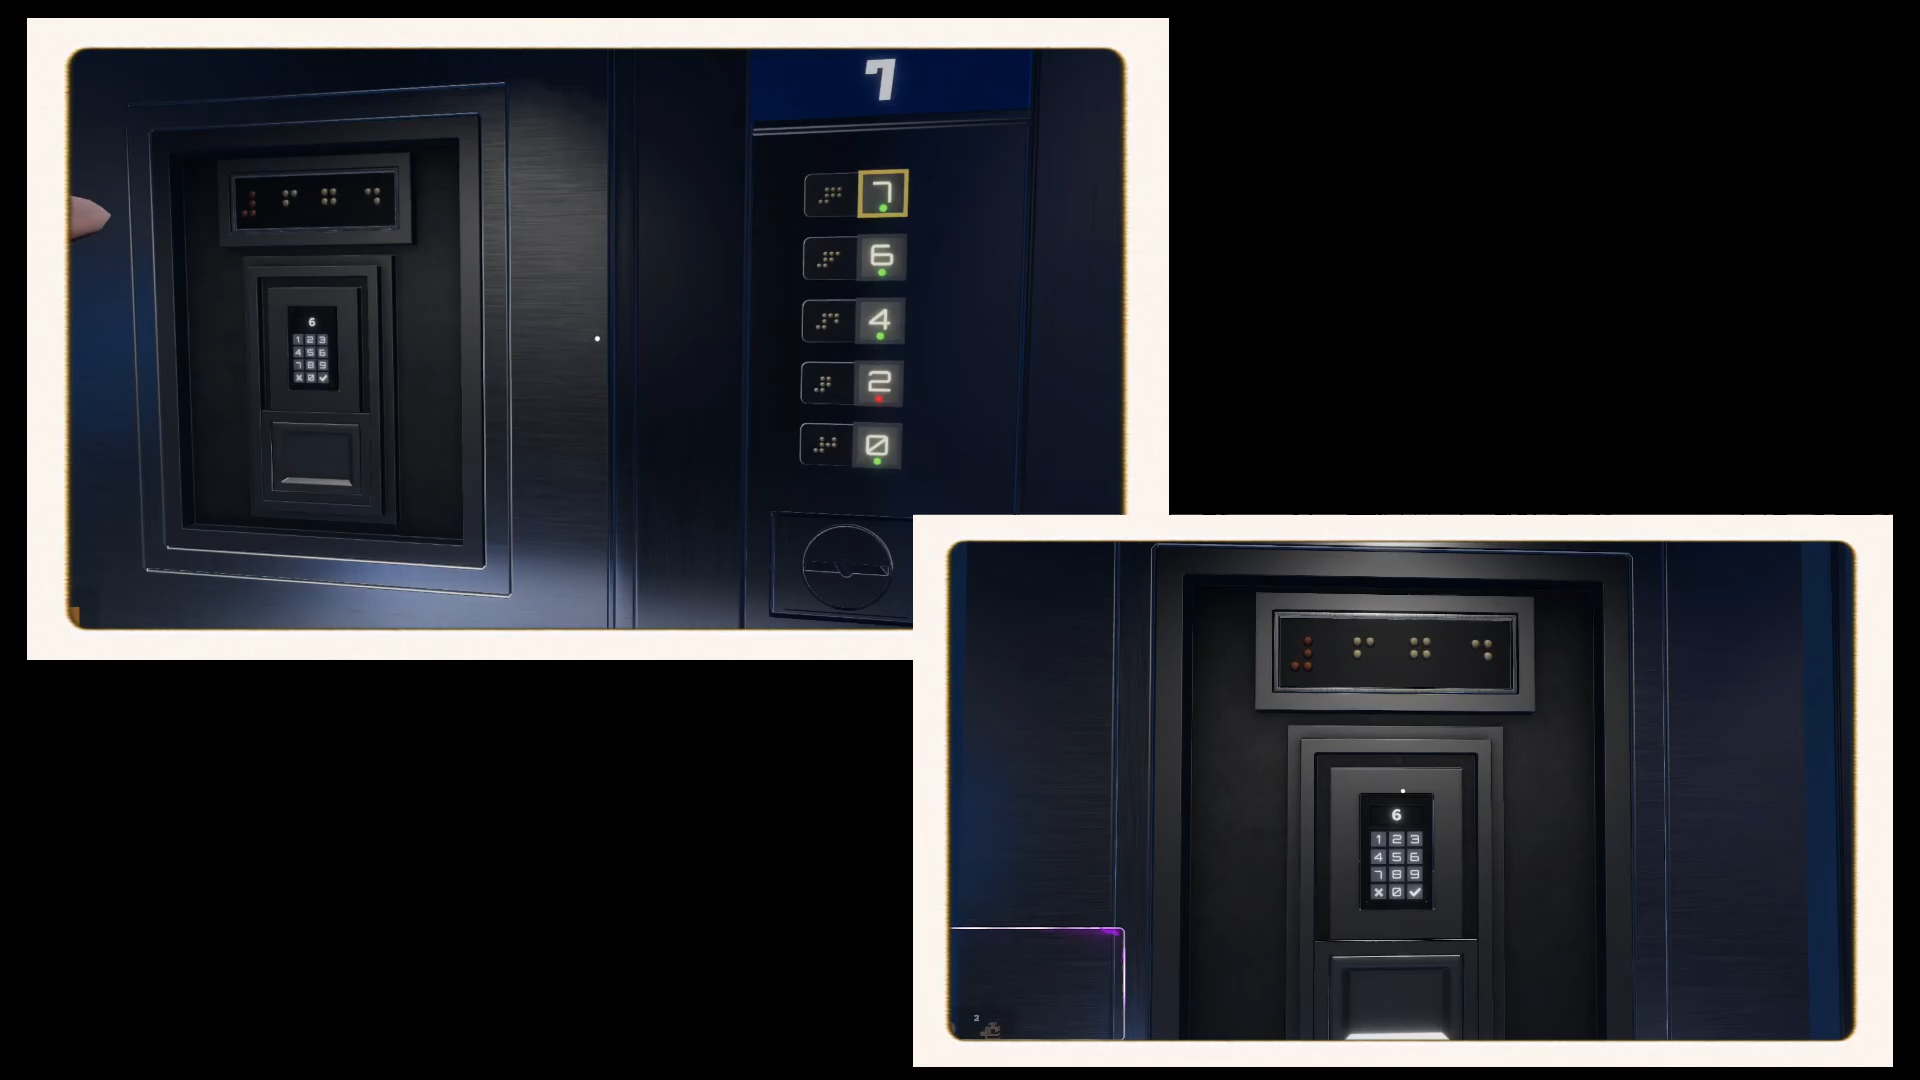 ⠼⠋⠛⠙
6
1 2 3
4 5 6
7 8 9
X 0 ✓
7
⠼⠛ 7
⠼⠋ 6
⠼⠙ 4
⠼⠃ 2
⠼⠚ 0
⠼⠋⠛⠙
6
1 2 3
4 5 6
7 8 9
X 0 ✓
2